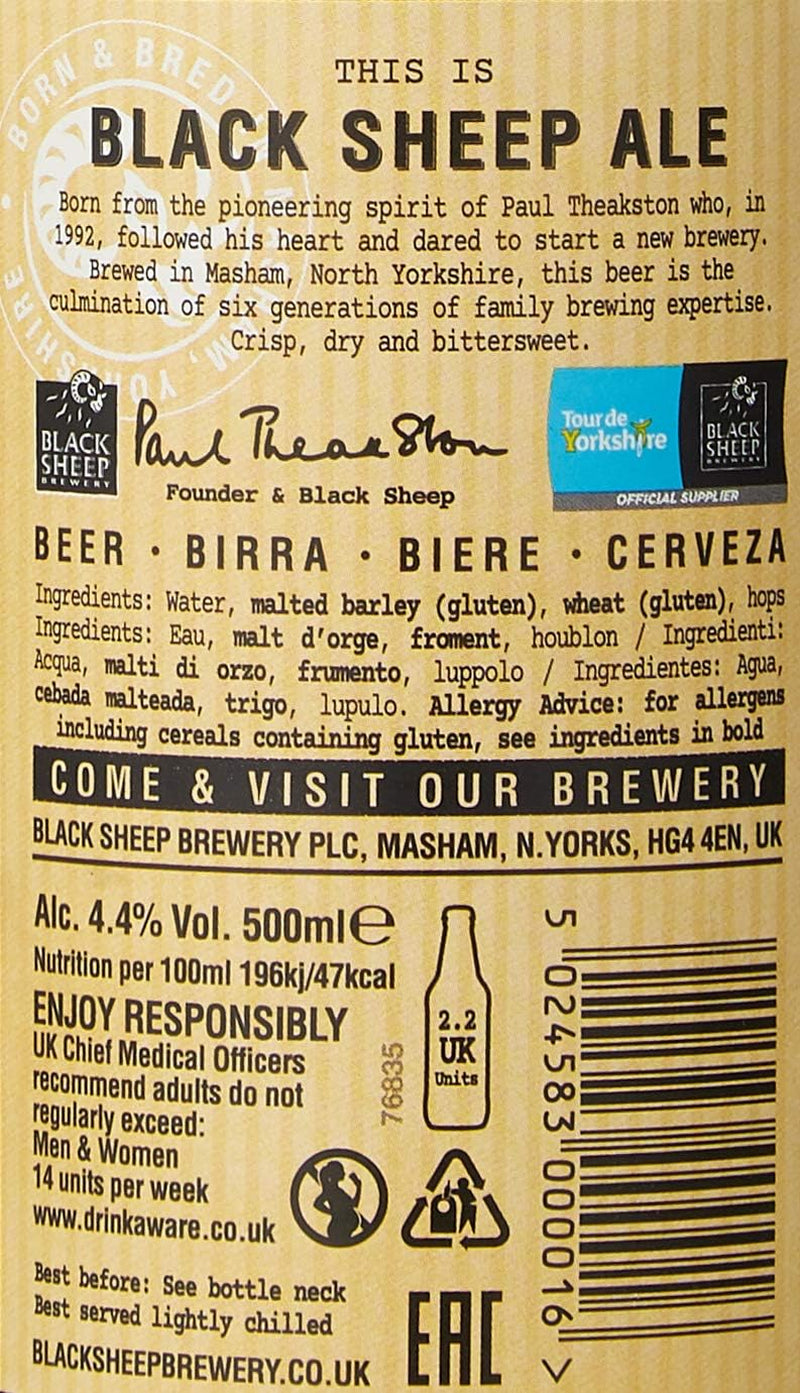 BORN & BRED IN MASHAM, YORKSHIRE
THIS IS
BLACK SHEEP ALE
Born from the pioneering spirit of Paul Theakston who, in
1992, followed his heart and dared to start a new brewery.
Brewed in Masham, North Yorkshire, this beer is the
culmination of six generations of family brewing expertise.
Crisp, dry and bittersweet.
BLACK
SHEEP
BREWERY
Paul Theakston
Founder & Black Sheep
Tour de
Yorkshire
BLACK
SHEEP
BREWERY
OFFICIAL SUPPLIER
BEER · BIRRA · BIERE · CERVEZA
Ingredients: Water, malted barley (gluten), wheat (gluten), hops
Ingredients: Eau, malt d'orge, froment, houblon / Ingredienti:
Acqua, malti di orzo, frumento, luppolo / Ingredientes: Agua,
cebada malteada, trigo, lupulo. Allergy Advice: for allergens
including cereals containing gluten, see ingredients in bold
COME & VISIT OUR BREWERY
BLACK SHEEP BREWERY PLC, MASHAM, N.YORKS, HG4 4EN, UK
Alc. 4.4% Vol. 500ml e
Nutrition per 100ml 196kj/47kcal
ENJOY RESPONSIBLY
UK Chief Medical Officers
recommend adults do not
regularly exceed:
Men & Women
14 units per week
www.drinkaware.co.uk
2.2
UK
Units
76835
Best before: See bottle neck
Best served lightly chilled
BLACKSHEEPBREWERY.CO.UK
EAC
5 024583 000016 >